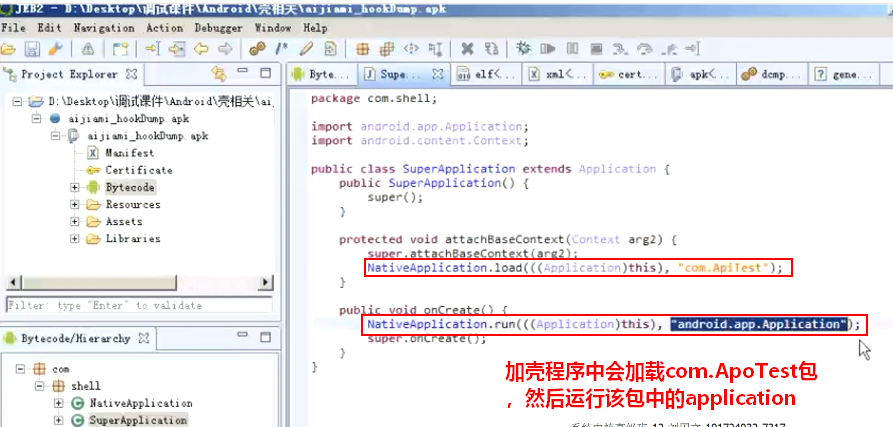 JEB2 - D:\Desktop\调试课件\Android\壳相关\aijiami_hookDump.apk
File Edit Navigation Action Debugger Window Help
Project Explorer
D:\Desktop\调试课件\Android\壳相关\ai
aijiami_hookDump.apk
aijiami_hookDump.apk
Manifest
Certificate
Bytecode
Resources
Assets
Libraries
Filter: type "Enter" to validate
Bytecode/Hierarchy
com
shell
NativeApplication
SuperApplication
Byte... Supe... elf<... xml<... cert... apk<... dcmp... gene...
package com.shell;
import android.app.Application;
import android.content.Context;
public class SuperApplication extends Application {
public SuperApplication() {
super();
}
protected void attachBaseContext(Context arg2) {
super.attachBaseContext(arg2);
NativeApplication.load(((Application)this), "com.ApiTest");
}
public void onCreate() {
NativeApplication.run(((Application)this), "android.app.Application");
super.onCreate();
}
}
加壳程序中会加载com.ApoTest包
，然后运行该包中的application